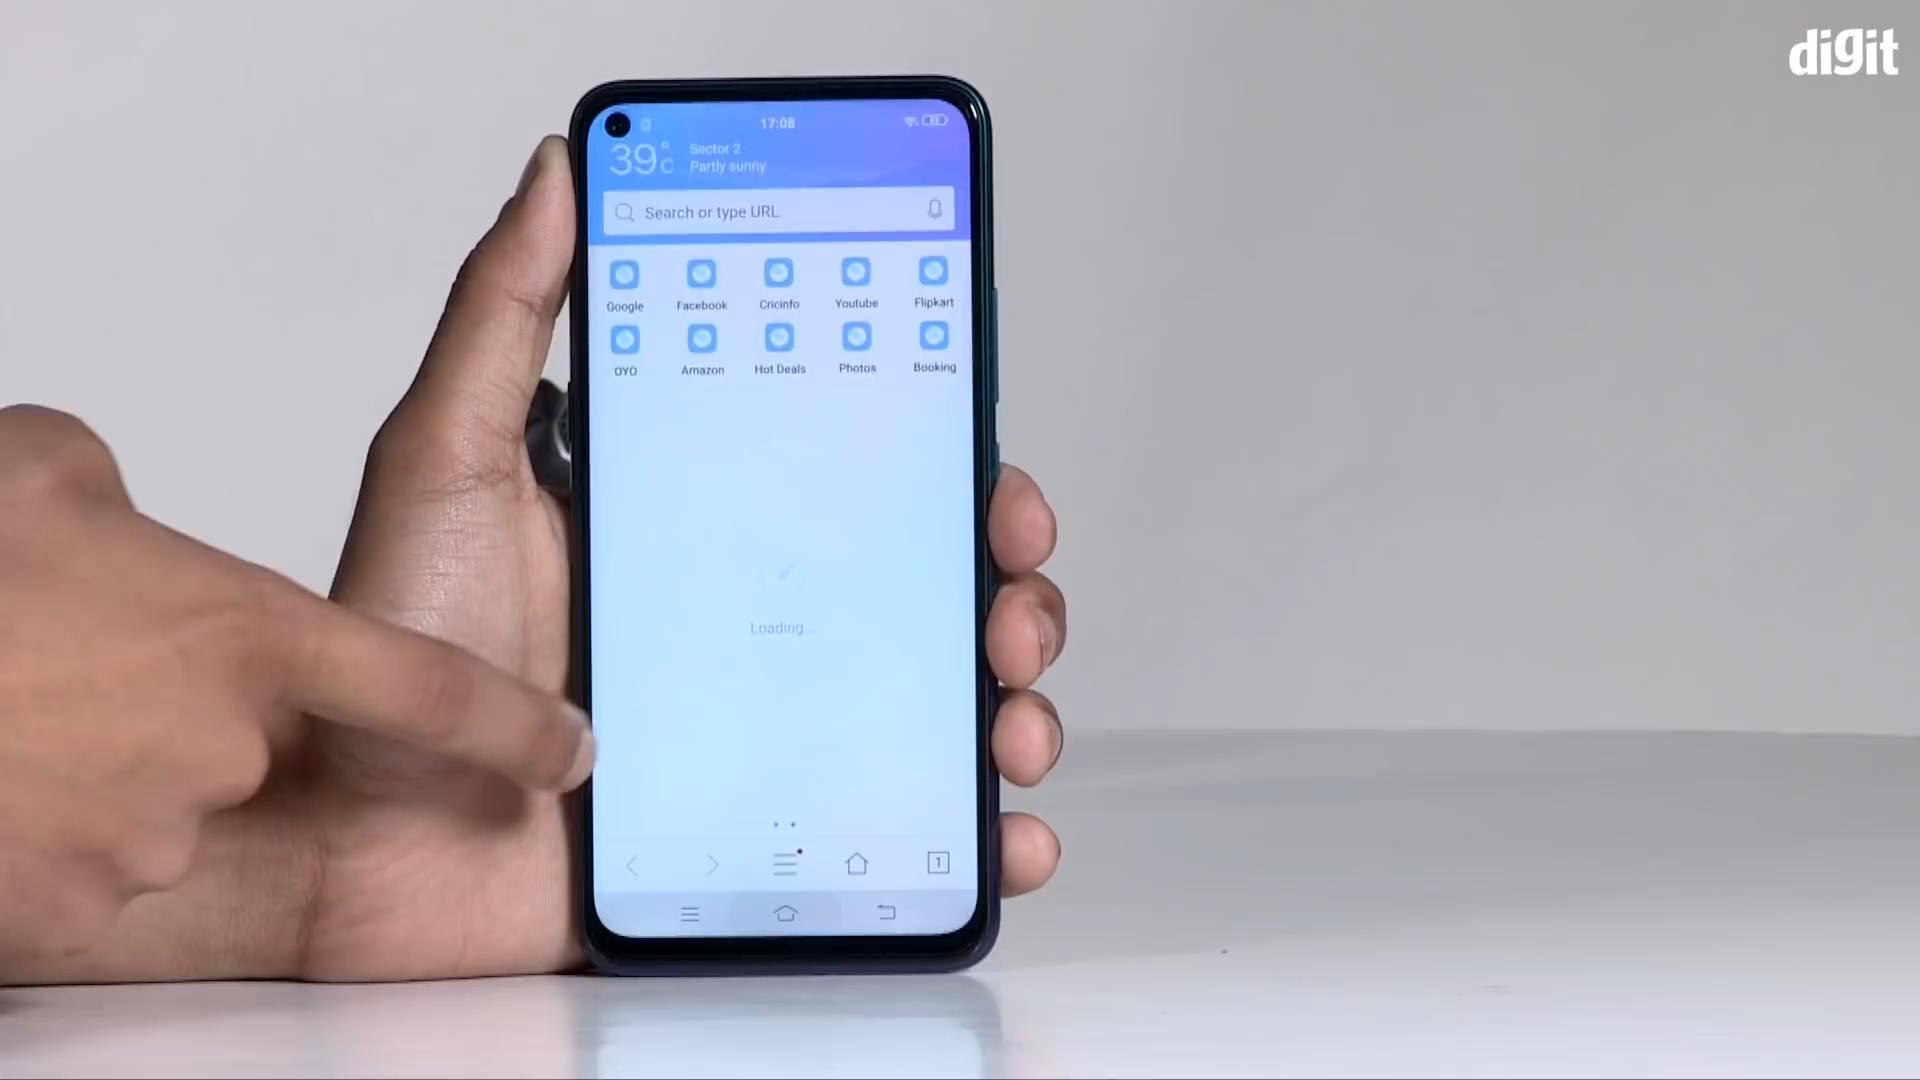 digit
17:08
39°C
Sector 2
Partly sunny
Search or type URL
Google Facebook Cricinfo Youtube Flipkart
OYO Amazon Hot Deals Photos Booking
Loading...
1